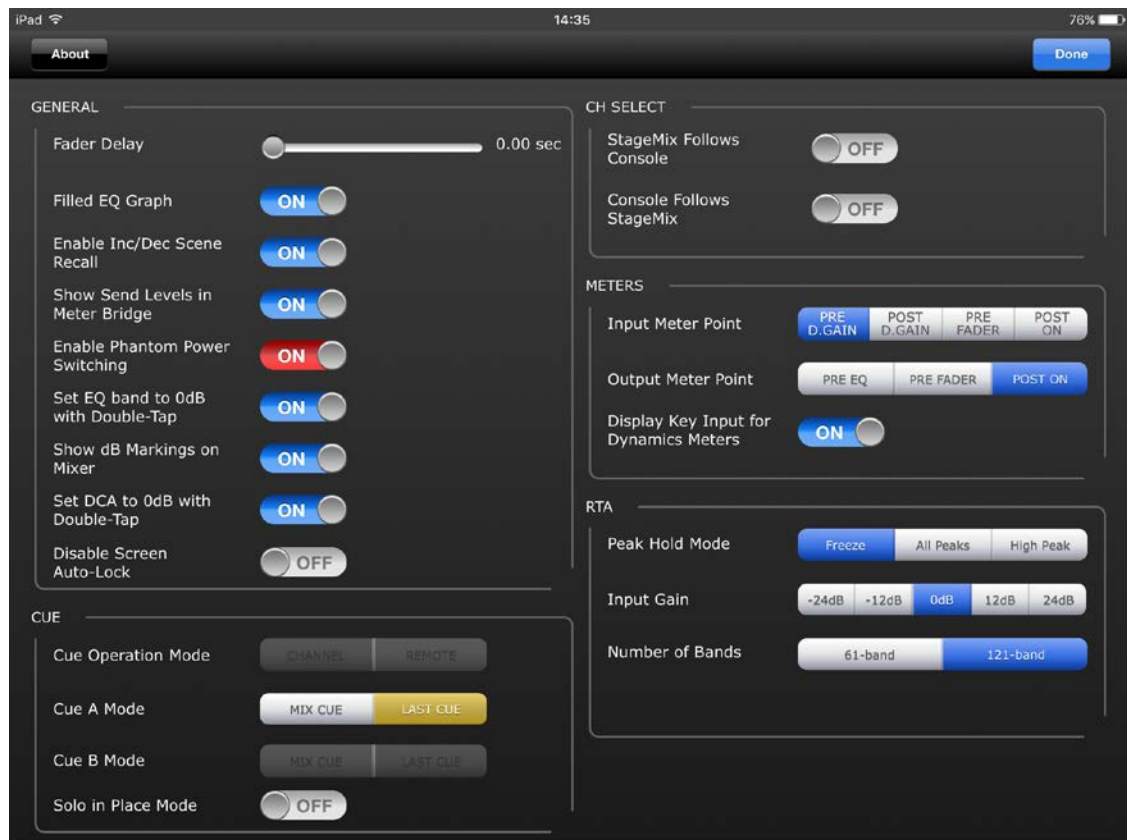 iPad 14:35 76%
About Done
GENERAL
Fader Delay 0.00 sec
Filled EQ Graph ON
Enable Inc/Dec Scene
Recall ON
Show Send Levels in
Meter Bridge ON
Enable Phantom Power
Switching ON
Set EQ band to 0dB
with Double-Tap ON
Show dB Markings on
Mixer ON
Set DCA to 0dB with
Double-Tap ON
Disable Screen
Auto-Lock OFF
CUE
Cue Operation Mode CHANNEL REMOTE
Cue A Mode MIX CUE LAST CUE
Cue B Mode MIX CUE LAST CUE
Solo in Place Mode OFF
CH SELECT
StageMix Follows
Console OFF
Console Follows
StageMix OFF
METERS
Input Meter Point PRE D.GAIN POST D.GAIN PRE FADER POST ON
Output Meter Point PRE EQ PRE FADER POST ON
Display Key Input for
Dynamics Meters ON
RTA
Peak Hold Mode Freeze All Peaks High Peak
Input Gain -24dB -12dB 0dB 12dB 24dB
Number of Bands 61-band 121-band